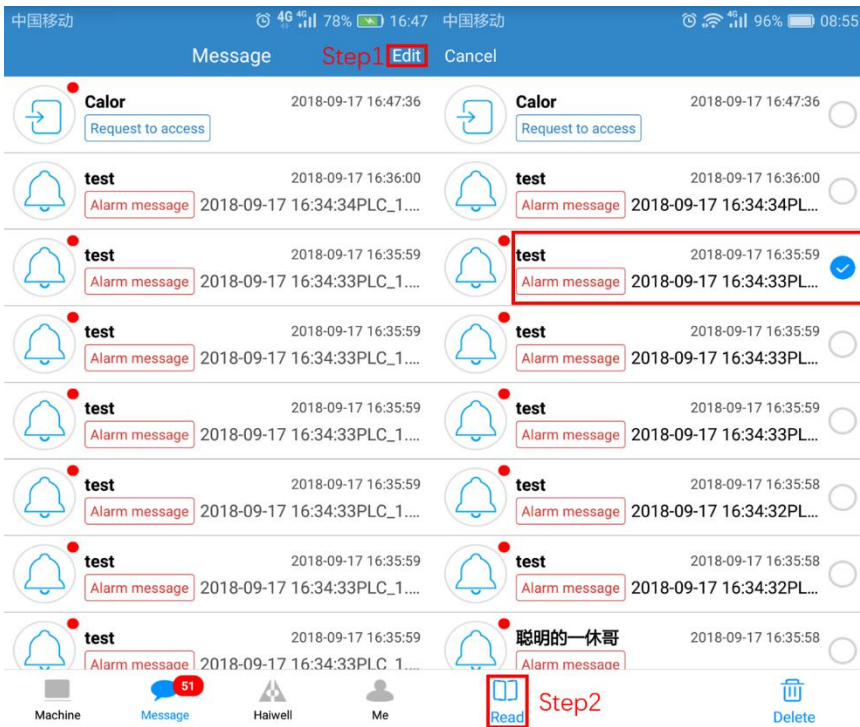 中国移动
4G 4G 78% 16:47
Message
Step1 Edit
Calor 2018-09-17 16:47:36
Request to access
test 2018-09-17 16:36:00
Alarm message 2018-09-17 16:34:34PLC_1....
test 2018-09-17 16:35:59
Alarm message 2018-09-17 16:34:33PLC_1....
test 2018-09-17 16:35:59
Alarm message 2018-09-17 16:34:33PLC_1....
test 2018-09-17 16:35:59
Alarm message 2018-09-17 16:34:33PLC_1....
test 2018-09-17 16:35:59
Alarm message 2018-09-17 16:34:33PLC_1....
test 2018-09-17 16:35:59
Alarm message 2018-09-17 16:34:33PLC_1....
test 2018-09-17 16:35:59
Alarm message 2018-09-17 16:34:33PLC_1....
51
Machine Message Haiwell Me
中国移动
4G 96% 08:55
Cancel
Calor 2018-09-17 16:47:36
Request to access
test 2018-09-17 16:36:00
Alarm message 2018-09-17 16:34:34PL...
test 2018-09-17 16:35:59
Alarm message 2018-09-17 16:34:33PL...
test 2018-09-17 16:35:59
Alarm message 2018-09-17 16:34:33PL...
test 2018-09-17 16:35:59
Alarm message 2018-09-17 16:34:33PL...
test 2018-09-17 16:35:58
Alarm message 2018-09-17 16:34:32PL...
test 2018-09-17 16:35:58
Alarm message 2018-09-17 16:34:32PL...
聪明的一休哥 2018-09-17 16:35:58
Alarm message
Step2
Read Delete